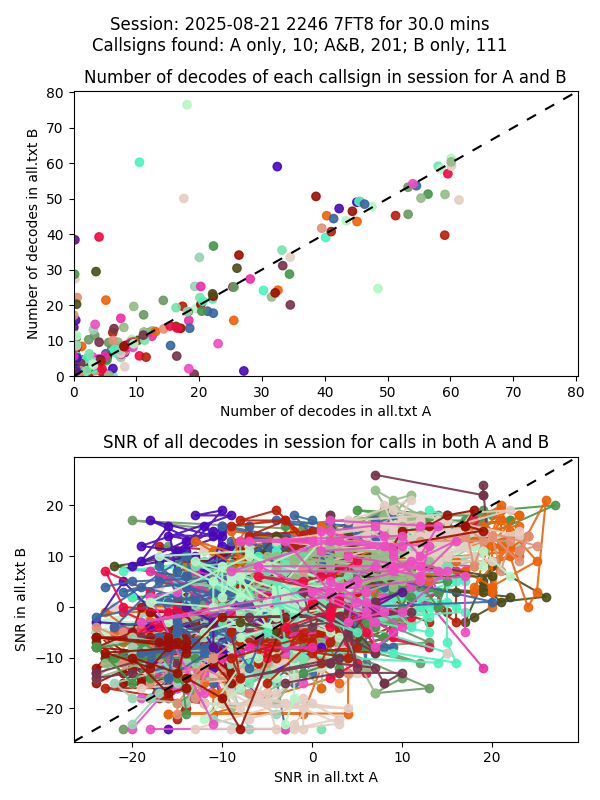 Session: 2025-08-21 2246 7FT8 for 30.0 mins
Callsigns found: A only, 10; A&B, 201; B only, 111
Number of decodes of each callsign in session for A and B
80
70
60
50
40
30
20
10
0
Number of decodes in all.txt B
0 10 20 30 40 50 60 70 80
Number of decodes in all.txt A
SNR of all decodes in session for calls in both A and B
20
10
0
−10
−20
SNR in all.txt B
−20 −10 0 10 20
SNR in all.txt A